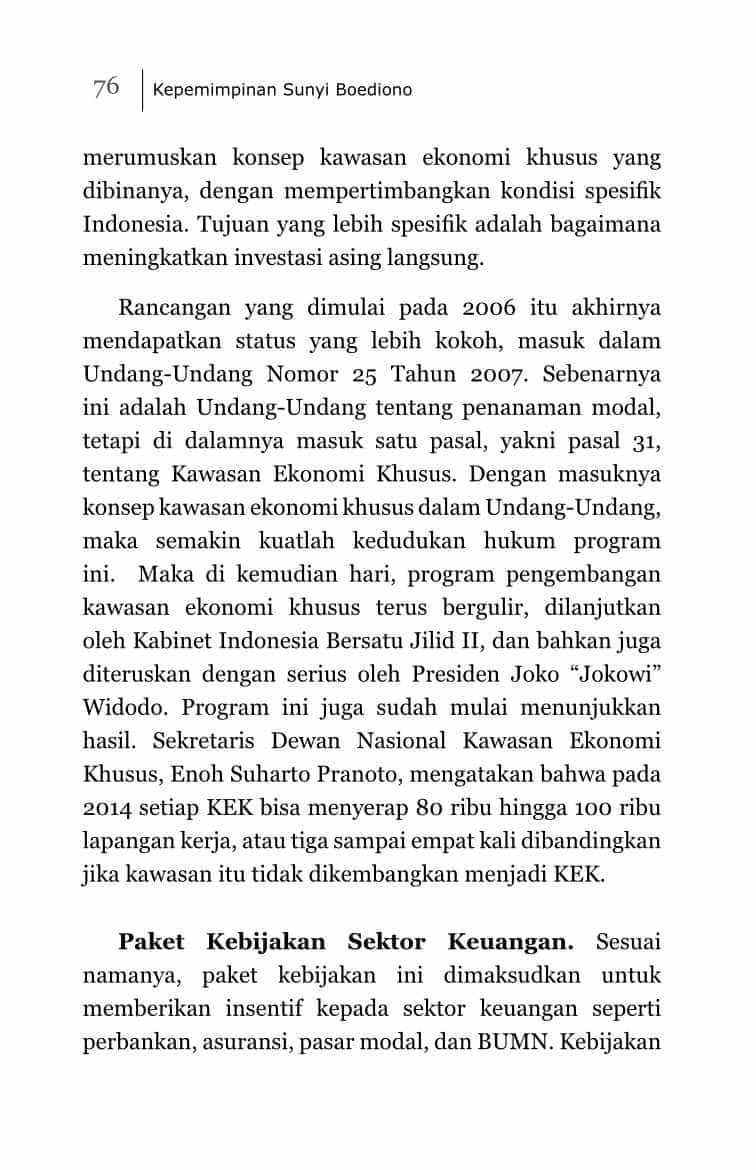 76
Kepemimpinan Sunyi Boediono
merumuskan konsep kawasan ekonomi khusus yang
dibinanya, dengan mempertimbangkan kondisi spesifik
Indonesia. Tujuan yang lebih spesifik adalah bagaimana
meningkatkan investasi asing langsung.
Rancangan yang dimulai pada 2006 itu akhirnya
mendapatkan status yang lebih kokoh, masuk dalam
Undang-Undang Nomor 25 Tahun 2007. Sebenarnya
ini adalah Undang-Undang tentang penanaman modal,
tetapi di dalamnya masuk satu pasal, yakni pasal 31,
tentang Kawasan Ekonomi Khusus. Dengan masuknya
konsep kawasan ekonomi khusus dalam Undang-Undang,
maka semakin kuatlah kedudukan hukum program
ini. Maka di kemudian hari, program pengembangan
kawasan ekonomi khusus terus bergulir, dilanjutkan
oleh Kabinet Indonesia Bersatu Jilid II, dan bahkan juga
diteruskan dengan serius oleh Presiden Joko “Jokowi”
Widodo. Program ini juga sudah mulai menunjukkan
hasil. Sekretaris Dewan Nasional Kawasan Ekonomi
Khusus, Enoh Suharto Pranoto, mengatakan bahwa pada
2014 setiap KEK bisa menyerap 80 ribu hingga 100 ribu
lapangan kerja, atau tiga sampai empat kali dibandingkan
jika kawasan itu tidak dikembangkan menjadi KEK.
Paket Kebijakan Sektor Keuangan. Sesuai
namanya, paket kebijakan ini dimaksudkan untuk
memberikan insentif kepada sektor keuangan seperti
perbankan, asuransi, pasar modal, dan BUMN. Kebijakan